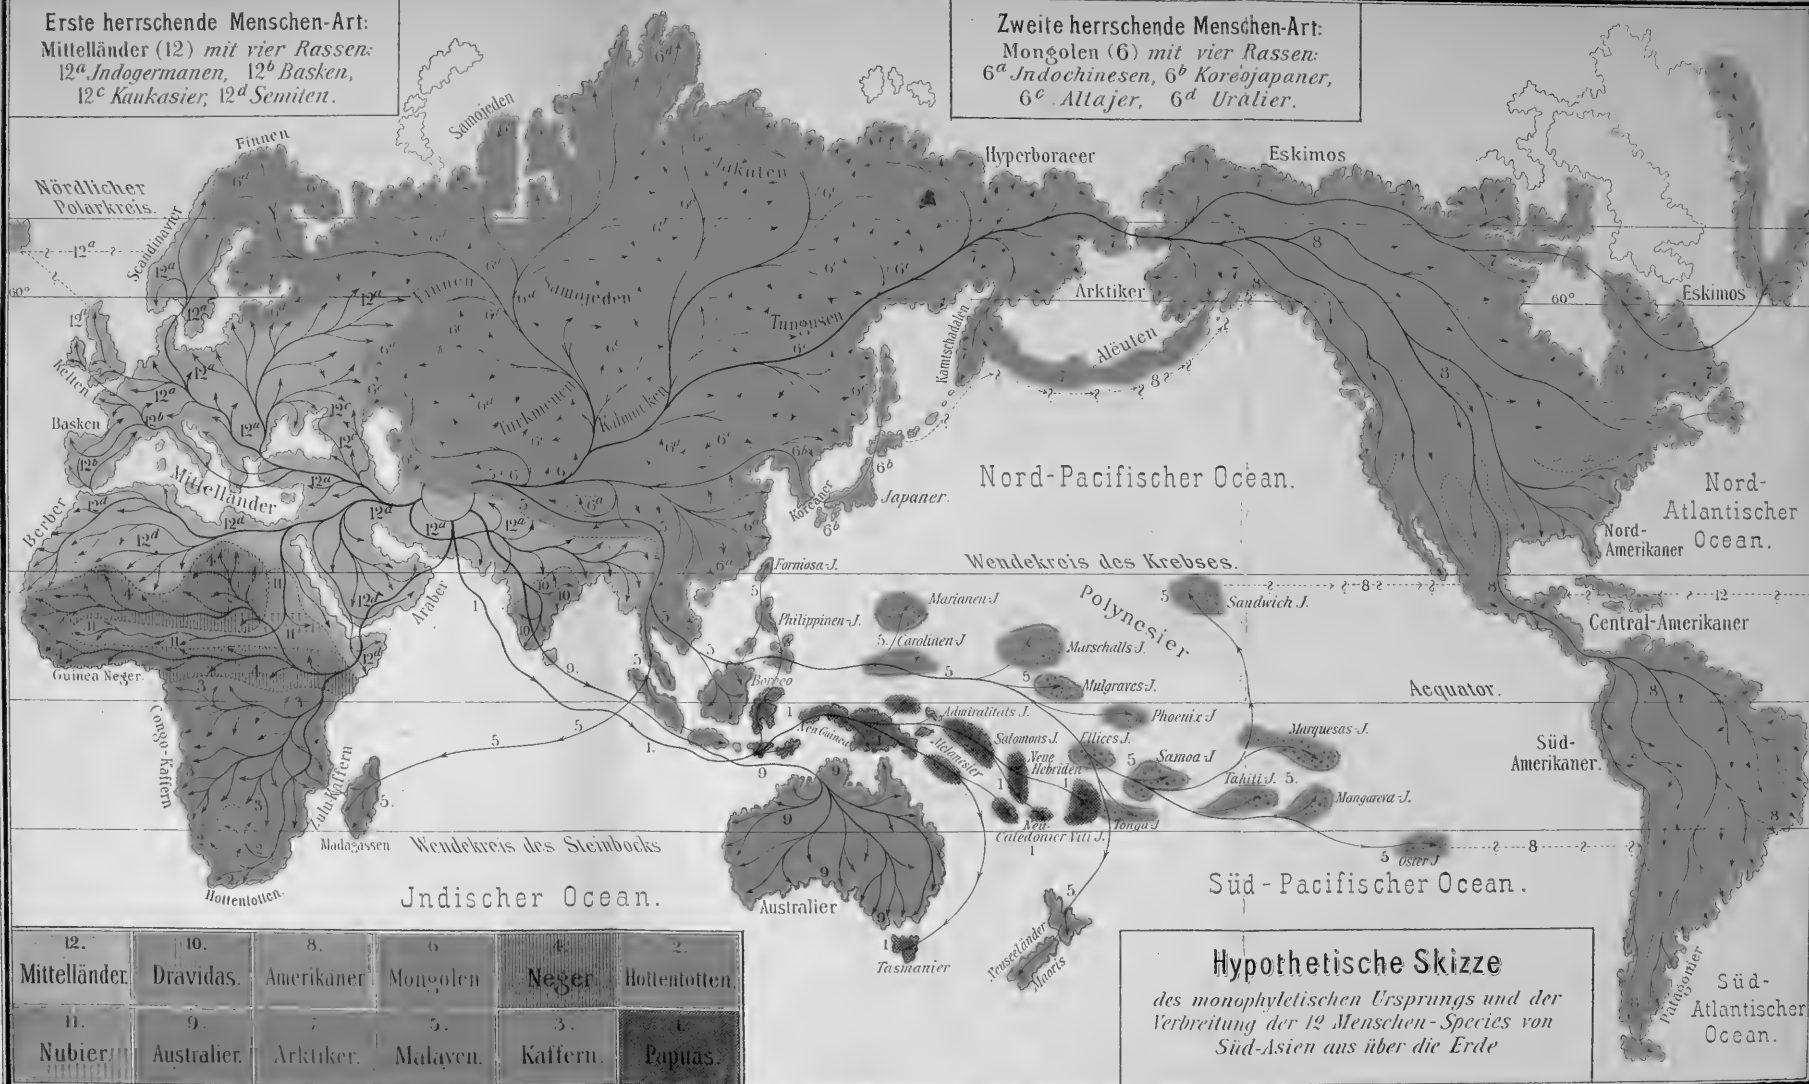 Erste herrschende Menschen-Art:
Mittelländer (12) mit vier Rassen:
12a Jndogermanen, 12b Basken,
12c Kaukasier, 12d Semiten.
Zweite herrschende Menschen-Art:
Mongolen (6) mit vier Rassen:
6a Jndochinesen, 6b Koreojapaner,
6c Altajer, 6d Uralier.
Samojeden
Finnen
Nördlicher
Polarkreis.
Scandinavier
Jakuten
Hyperboraeer
Eskimos
60°
Finnen
Samojeden
Tungusen
Kamtschadalen
Arktiker
Alëuten
60°
Eskimos
Kelten
Basken
Turkmenen
Kalmucken
Mittelländer
Berber
Koreaner
Japaner.
Nord-Pacifischer Ocean.
Nord-
Atlantischer
Ocean.
Nord-
Amerikaner
Araber
Formosa-J.
Wendekreis des Krebses.
Polynesier
Philippinen-J.
Marianen-J
Carolinen-J
Marschalls-J.
Sandwich J.
Central-Amerikaner
Guinea Neger.
Borneo
Mulgraves-J.
Aequator.
Congo-Kaffern
Zulu-Kaffern
Neu Guinea
Admiralitäts J.
Phoenix-J
Melanesier
Salomons J.
Ellices J.
Marquesas J.
Neue
Hebriden
Samoa-J
Süd-
Amerikaner.
Tahiti J.
Mangareva-J.
Madagassen
Wendekreis des Steinbocks
Neu-
Caledonier
Viti J.
Tonga-J
Oster J
Hottentotten.
Jndischer Ocean.
Australier
Süd-Pacifischer Ocean.
Tasmanier
Neuseeländer
Maoris
Patagonier
Süd-
Atlantischer
Ocean.
12. 10. 8. 6 4. 2.
Mittelländer. Dravidas. Amerikaner Mongolen Neger Hottentotten.
11. 9. 7 5. 3. 1.
Nubier. Australier. Arktiker. Malayen. Kaffern. Papuas.
Hypothetische Skizze
des monophyletischen Ursprungs und der
Verbreitung der 12 Menschen-Species von
Süd-Asien aus über die Erde